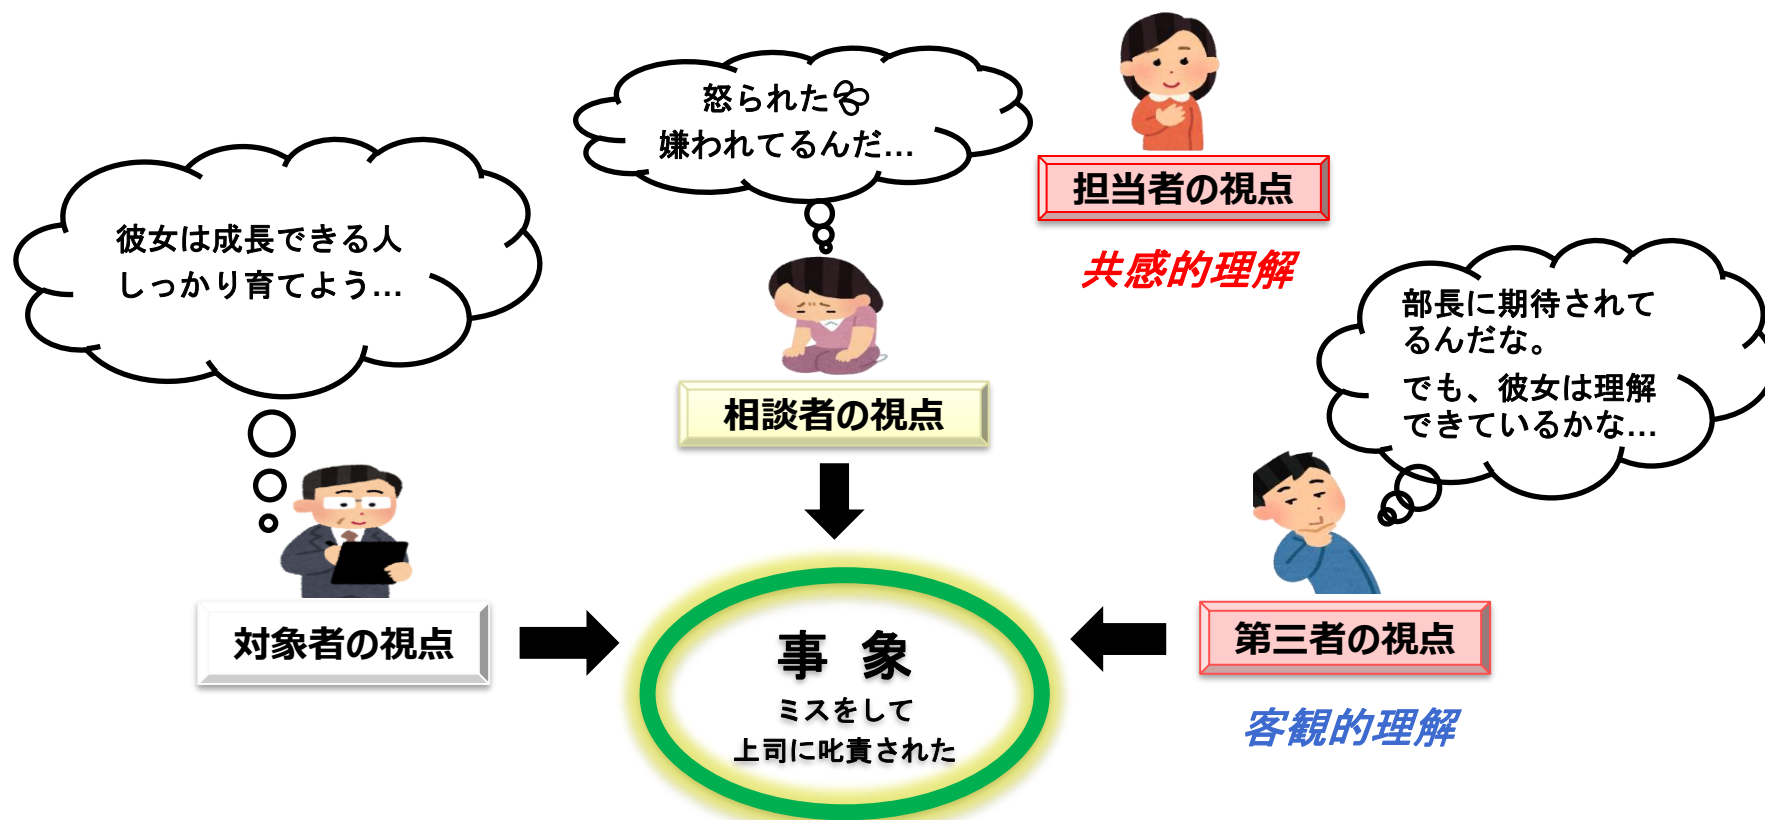 怒られた
嫌われてるんだ…
担当者の視点
共感的理解
彼女は成長できる人
しっかり育てよう…
相談者の視点
部長に期待されて
るんだな。
でも、彼女は理解
できているかな…
対象者の視点
第三者の視点
客観的理解
事 象
ミスをして
上司に叱責された